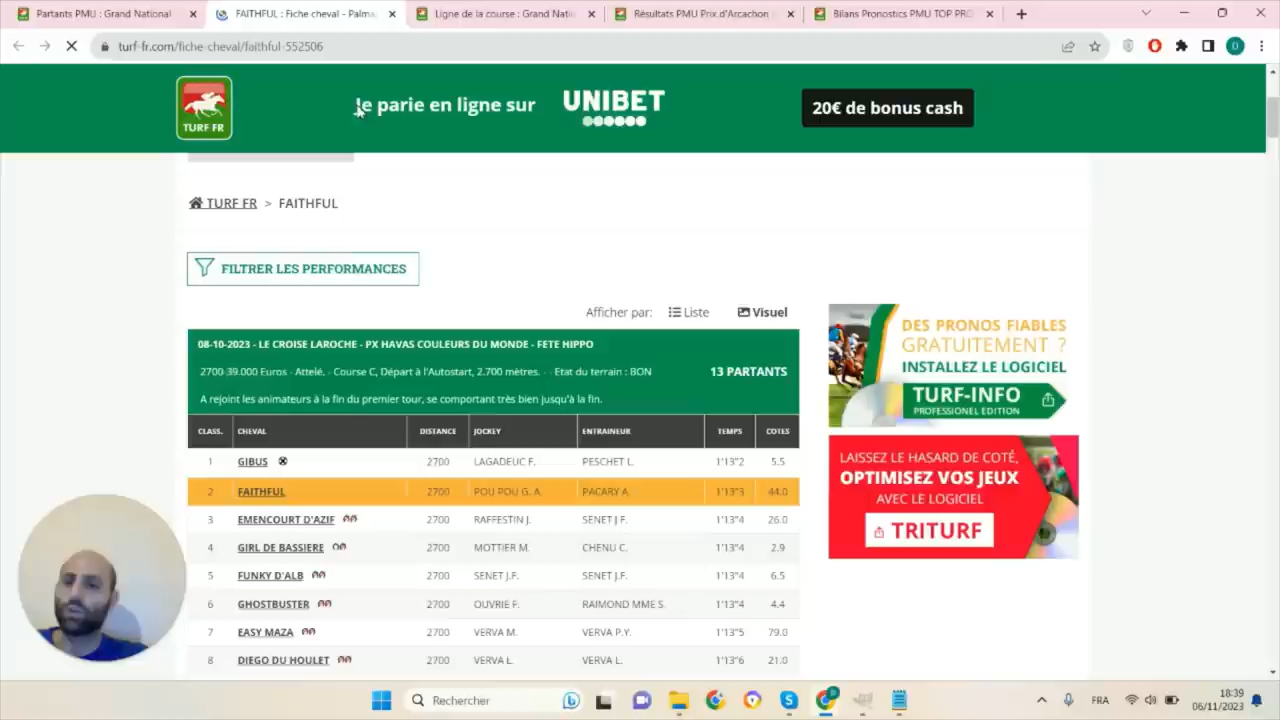 Partants PMU : Grand National
FAITHFUL : Fiche cheval - Palma
Ligne de la course : Grand Nati
Résultats PMU Prix d'Arcachon
Bilans Pronostics PMU TOP PRO
turf-fr.com/fiche-cheval/faithful-552506
TURF FR
Je parie en ligne sur
UNIBET
20€ de bonus cash
TURF FR > FAITHFUL
FILTRER LES PERFORMANCES
Afficher par: Liste Visuel
08-10-2023 - LE CROISE LAROCHE - PX HAVAS COULEURS DU MONDE - FETE HIPPO
2700-39.000 Euros - Attelé. - Course C, Départ à l'Autostart, 2.700 mètres. - Etat du terrain : BON
13 PARTANTS
A rejoint les animateurs à la fin du premier tour, se comportant très bien jusqu'à la fin.
CLASS. CHEVAL DISTANCE JOCKEY ENTRAINEUR TEMPS COTES
1 GIBUS 2700 LAGADEUC F. PESCHET L. 1'13"2 5.5
2 FAITHFUL 2700 POU POU G. A. PACARY A. 1'13"3 44.0
3 EMENCOURT D'AZIF 2700 RAFFESTIN J. SENET J F. 1'13"4 26.0
4 GIRL DE BASSIERE 2700 MOTTIER M. CHENU C. 1'13"4 2.9
5 FUNKY D'ALB 2700 SENET J.F. SENET J.F. 1'13"4 6.5
6 GHOSTBUSTER 2700 OUVRIE F. RAIMOND MME S. 1'13"4 4.4
7 EASY MAZA 2700 VERVA M. VERVA P.Y. 1'13"5 79.0
8 DIEGO DU HOULET 2700 VERVA L. VERVA L. 1'13"6 21.0
DES PRONOS FIABLES
GRATUITEMENT ?
INSTALLEZ LE LOGICIEL
TURF-INFO
PROFESSIONEL EDITION
LAISSEZ LE HASARD DE COTÉ,
OPTIMISEZ VOS JEUX
AVEC LE LOGICIEL
TRITURF
Rechercher
FRA
18:39
06/11/2023